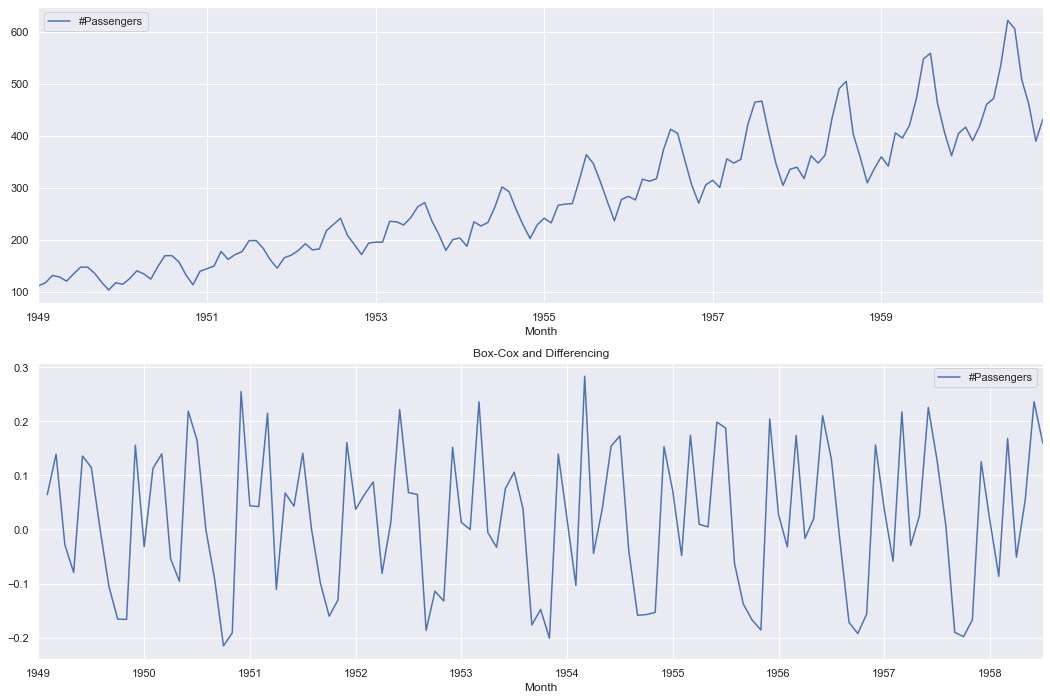 #Passengers
600
500
400
300
200
100
1949 1951 1953 1955 1957 1959
Month
Box-Cox and Differencing
#Passengers
0.3
0.2
0.1
0.0
−0.1
−0.2
1949 1950 1951 1952 1953 1954 1955 1956 1957 1958
Month